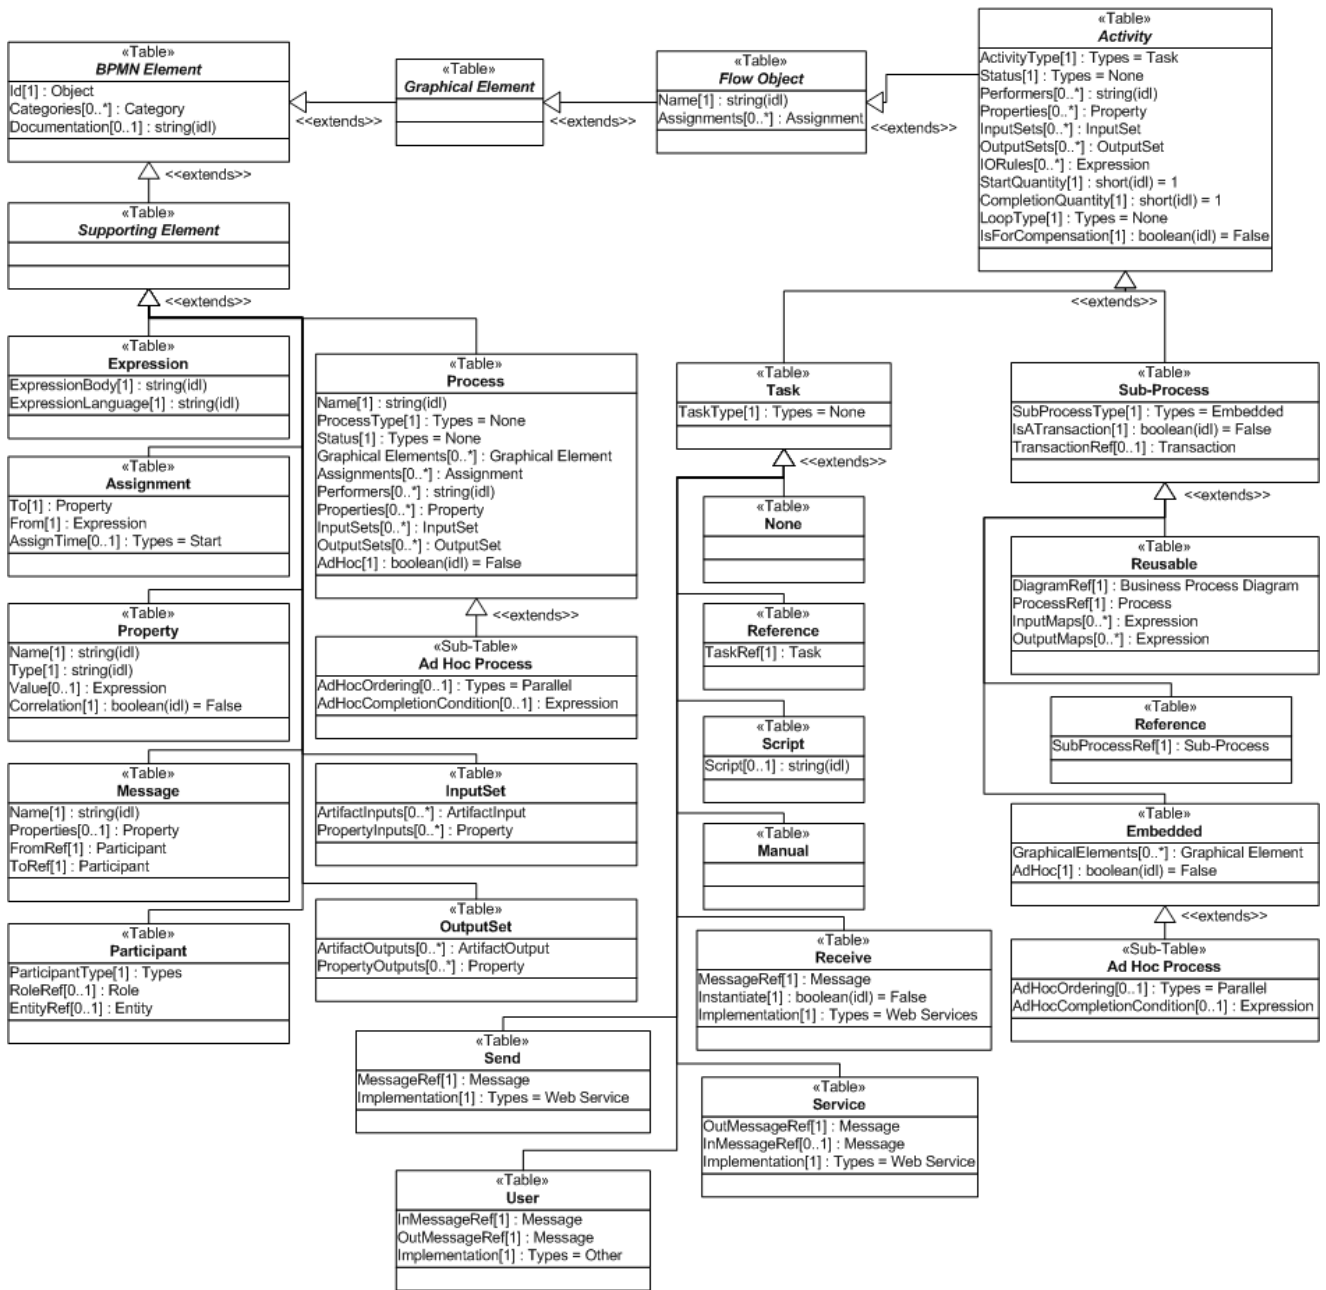 «Table»
BPMN Element
Id[1] : Object
Categories[0..*] : Category
Documentation[0..1] : string(idl)
<<extends>>
«Table»
Graphical Element
<<extends>>
«Table»
Flow Object
Name[1] : string(idl)
Assignments[0..*] : Assignment
<<extends>>
«Table»
Activity
ActivityType[1] : Types = Task
Status[1] : Types = None
Performers[0..*] : string(idl)
Properties[0..*] : Property
InputSets[0..*] : InputSet
OutputSets[0..*] : OutputSet
IORules[0..*] : Expression
StartQuantity[1] : short(idl) = 1
CompletionQuantity[1] : short(idl) = 1
LoopType[1] : Types = None
IsForCompensation[1] : boolean(idl) = False
<<extends>>
<<extends>>
«Table»
Supporting Element
<<extends>>
«Table»
Expression
ExpressionBody[1] : string(idl)
ExpressionLanguage[1] : string(idl)
«Table»
Assignment
To[1] : Property
From[1] : Expression
AssignTime[0..1] : Types = Start
«Table»
Property
Name[1] : string(idl)
Type[1] : string(idl)
Value[0..1] : Expression
Correlation[1] : boolean(idl) = False
«Table»
Message
Name[1] : string(idl)
Properties[0..1] : Property
FromRef[1] : Participant
ToRef[1] : Participant
«Table»
Participant
ParticipantType[1] : Types
RoleRef[0..1] : Role
EntityRef[0..1] : Entity
«Table»
Process
Name[1] : string(idl)
ProcessType[1] : Types = None
Status[1] : Types = None
Graphical Elements[0..*] : Graphical Element
Assignments[0..*] : Assignment
Performers[0..*] : string(idl)
Properties[0..*] : Property
InputSets[0..*] : InputSet
OutputSets[0..*] : OutputSet
AdHoc[1] : boolean(idl) = False
<<extends>>
«Sub-Table»
Ad Hoc Process
AdHocOrdering[0..1] : Types = Parallel
AdHocCompletionCondition[0..1] : Expression
«Table»
InputSet
ArtifactInputs[0..*] : ArtifactInput
PropertyInputs[0..*] : Property
«Table»
OutputSet
ArtifactOutputs[0..*] : ArtifactOutput
PropertyOutputs[0..*] : Property
«Table»
Send
MessageRef[1] : Message
Implementation[1] : Types = Web Service
«Table»
User
InMessageRef[1] : Message
OutMessageRef[1] : Message
Implementation[1] : Types = Other
«Table»
Task
TaskType[1] : Types = None
<<extends>>
«Table»
None
«Table»
Reference
TaskRef[1] : Task
«Table»
Script
Script[0..1] : string(idl)
«Table»
Manual
«Table»
Receive
MessageRef[1] : Message
Instantiate[1] : boolean(idl) = False
Implementation[1] : Types = Web Services
«Table»
Service
OutMessageRef[1] : Message
InMessageRef[0..1] : Message
Implementation[1] : Types = Web Service
«Table»
Sub-Process
SubProcessType[1] : Types = Embedded
IsATransaction[1] : boolean(idl) = False
TransactionRef[0..1] : Transaction
<<extends>>
«Table»
Reusable
DiagramRef[1] : Business Process Diagram
ProcessRef[1] : Process
InputMaps[0..*] : Expression
OutputMaps[0..*] : Expression
«Table»
Reference
SubProcessRef[1] : Sub-Process
«Table»
Embedded
GraphicalElements[0..*] : Graphical Element
AdHoc[1] : boolean(idl) = False
<<extends>>
«Sub-Table»
Ad Hoc Process
AdHocOrdering[0..1] : Types = Parallel
AdHocCompletionCondition[0..1] : Expression